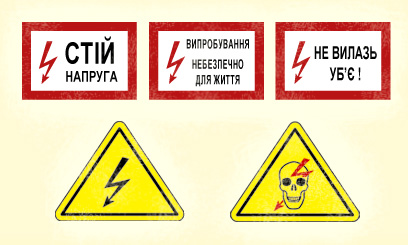 СТІЙ
НАПРУГА
ВИПРОБУВАННЯ
НЕБЕЗПЕЧНО
ДЛЯ ЖИТТЯ
НЕ ВИЛАЗЬ
УБ'Є !